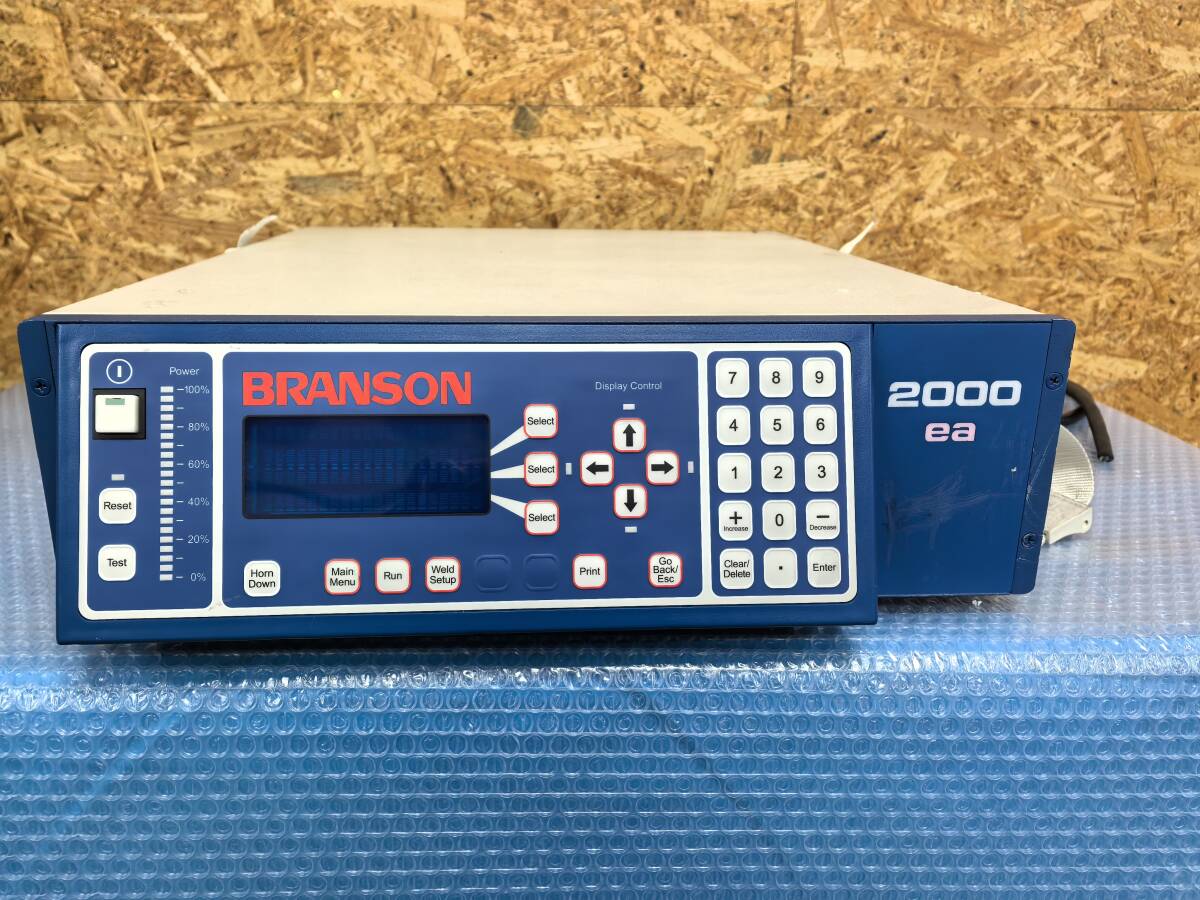 Power
100%
80%
60%
40%
20%
0%
Reset
Test
BRANSON
Select
Select
Select
Display Control
Horn
Down
Main
Menu
Run
Weld
Setup
Print
Go
Back/
Esc
7 8 9
4 5 6
1 2 3
+
Increase
0
−
Decrease
Clear/
Delete
.
Enter
2000
ea